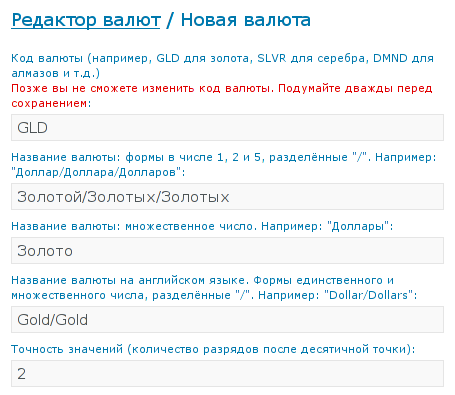 Редактор валют / Новая валюта
Код валюты (например, GLD для золота, SLVR для серебра, DMND для
алмазов и т.д.)
Позже вы не сможете изменить код валюты. Подумайте дважды перед
сохранением:
GLD
Название валюты: формы в числе 1, 2 и 5, разделённые "/". Например:
"Доллар/Доллара/Долларов":
Золотой/Золотых/Золотых
Название валюты: множественное число. Например: "Доллары":
Золото
Название валюты на английском языке. Формы единственного и
множественного числа, разделённые "/". Например: "Dollar/Dollars":
Gold/Gold
Точность значений (количество разрядов после десятичной точки):
2